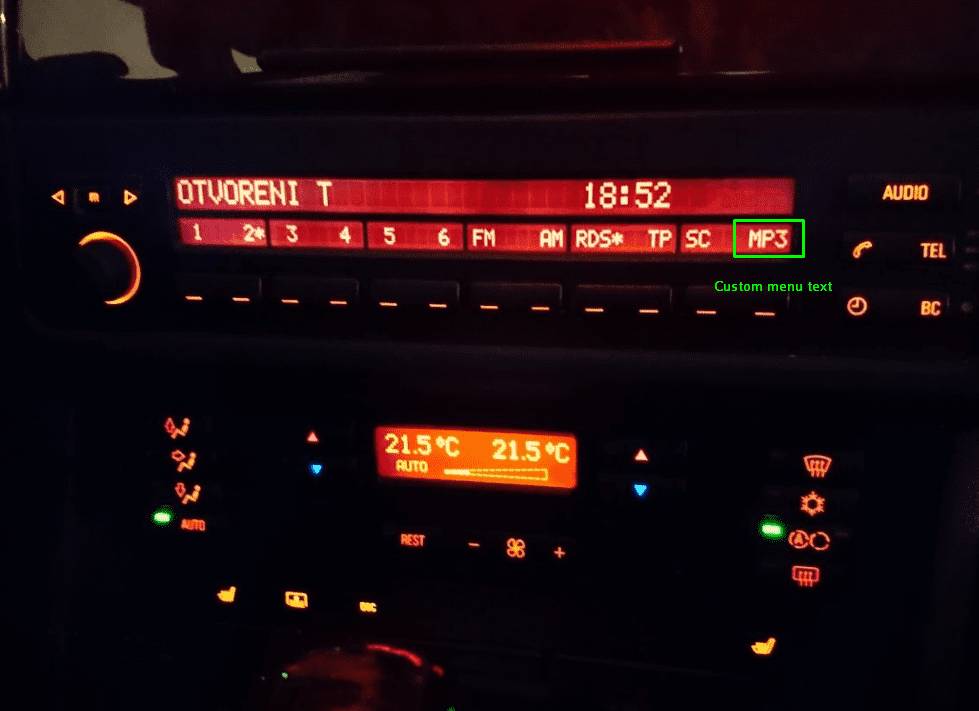 OTVORENI T 18:52
1 2* 3 4 5 6 FM AM RDS* TP SC MP3
m
AUDIO
TEL
BC
Custom menu text
21.5°C 21.5°C
AUTO
AUTO
REST - +
A
DSC